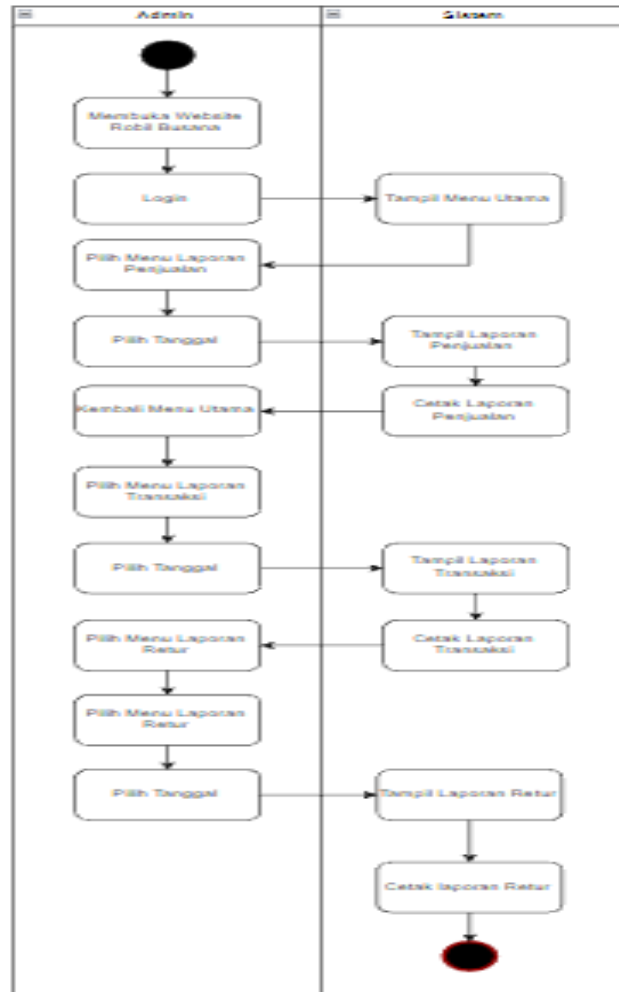 Admin
Sistem
Membuka Website
Robil Busana
Login
Tampil Menu Utama
Pilih Menu Laporan
Penjualan
Pilih Tanggal
Tampil Laporan
Penjualan
Kembali Menu Utama
Cetak Laporan
Penjualan
Pilih Menu Laporan
Transaksi
Pilih Tanggal
Tampil Laporan
Transaksi
Pilih Menu Laporan
Retur
Cetak Laporan
Transaksi
Pilih Menu Laporan
Retur
Pilih Tanggal
Tampil Laporan Retur
Cetak laporan Retur